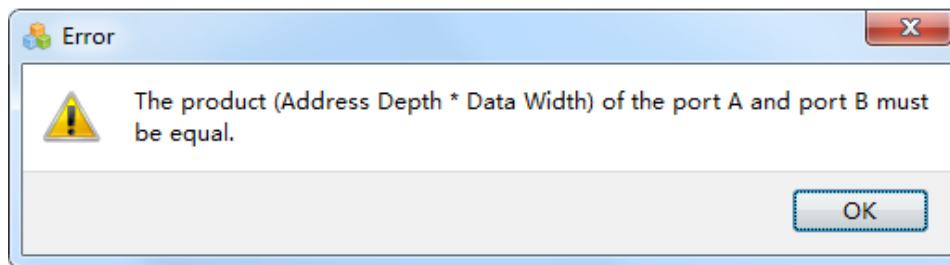 Error
The product (Address Depth * Data Width) of the port A and port B must
be equal.
OK